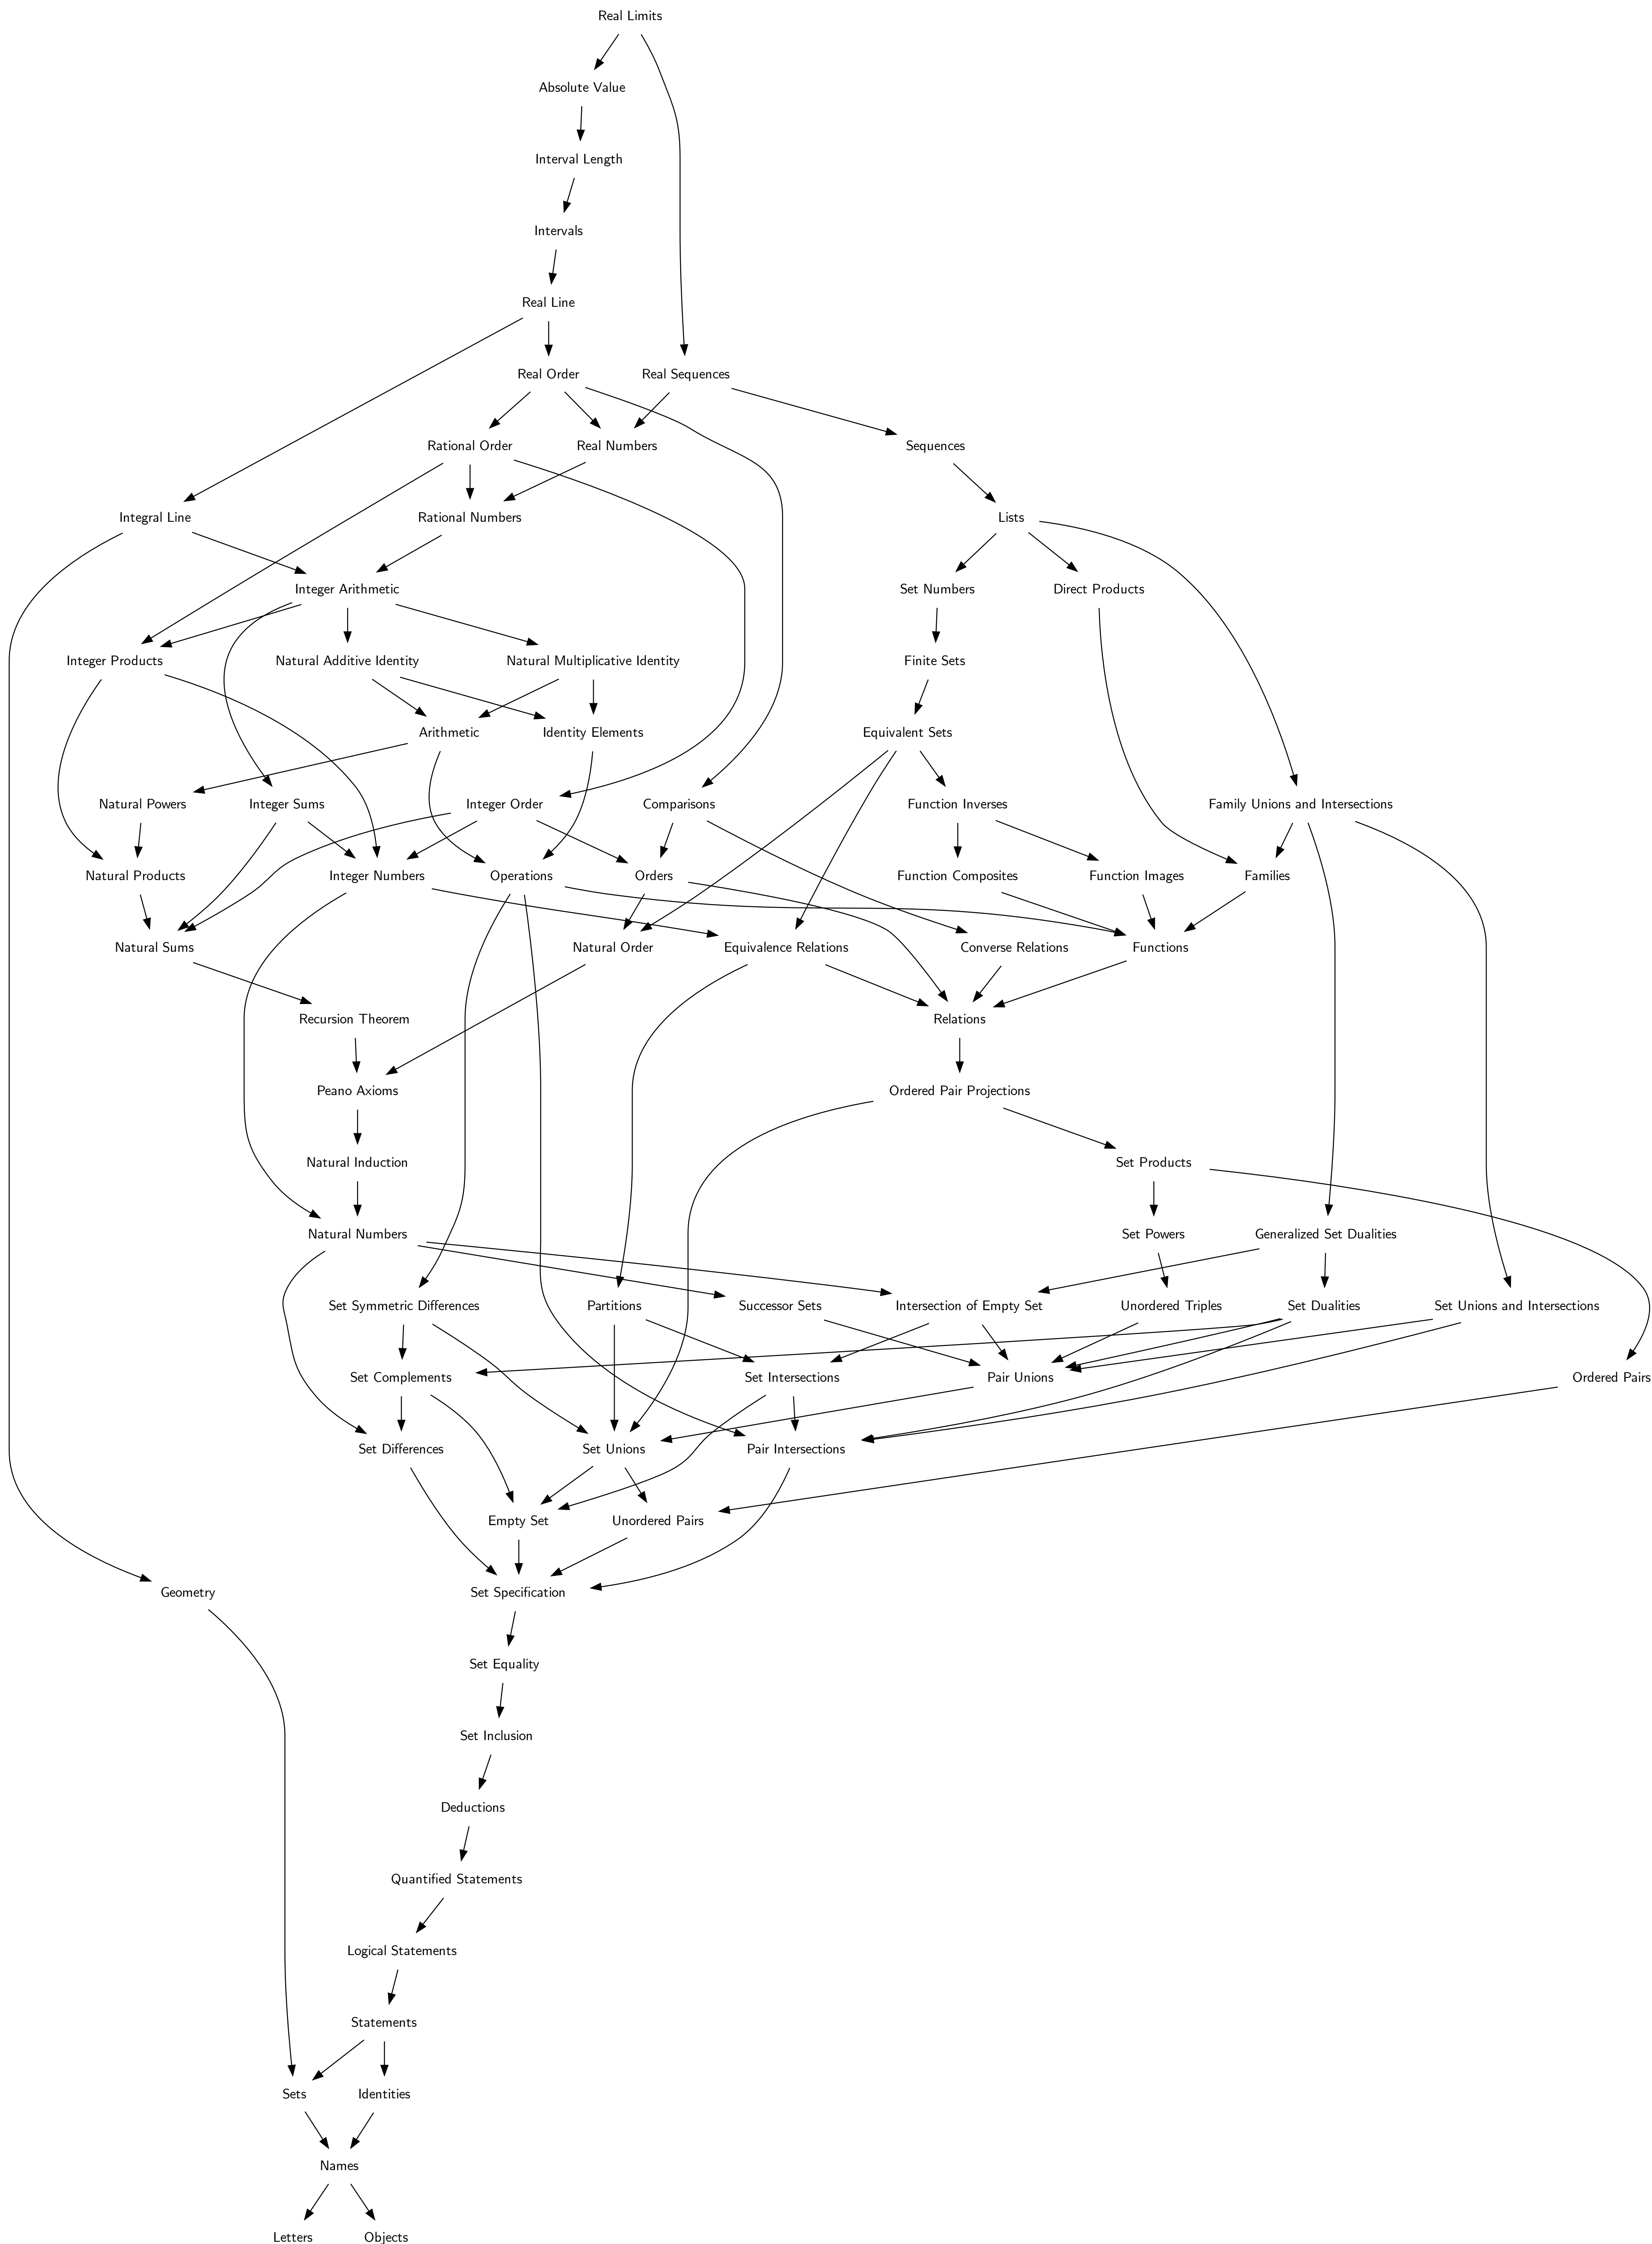 Real Limits
Absolute Value
Interval Length
Intervals
Real Line
Real Order
Real Sequences
Rational Order
Real Numbers
Sequences
Integral Line
Rational Numbers
Lists
Integer Arithmetic
Set Numbers
Direct Products
Integer Products
Natural Additive Identity
Natural Multiplicative Identity
Finite Sets
Arithmetic
Identity Elements
Equivalent Sets
Natural Powers
Integer Sums
Integer Order
Comparisons
Function Inverses
Family Unions and Intersections
Natural Products
Integer Numbers
Operations
Orders
Function Composites
Function Images
Families
Natural Sums
Natural Order
Equivalence Relations
Converse Relations
Functions
Recursion Theorem
Relations
Peano Axioms
Ordered Pair Projections
Natural Induction
Set Products
Natural Numbers
Set Powers
Generalized Set Dualities
Set Symmetric Differences
Partitions
Successor Sets
Intersection of Empty Set
Unordered Triples
Set Dualities
Set Unions and Intersections
Set Complements
Set Intersections
Pair Unions
Ordered Pairs
Set Differences
Set Unions
Pair Intersections
Empty Set
Unordered Pairs
Geometry
Set Specification
Set Equality
Set Inclusion
Deductions
Quantified Statements
Logical Statements
Statements
Sets
Identities
Names
Letters
Objects